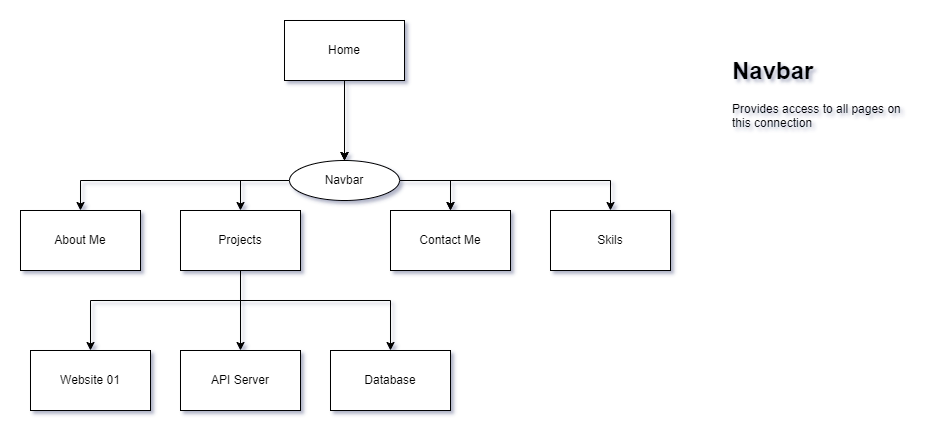 Home
Navbar
Provides access to all pages on
this connection
Navbar
About Me
Projects
Contact Me
Skils
Website 01
API Server
Database